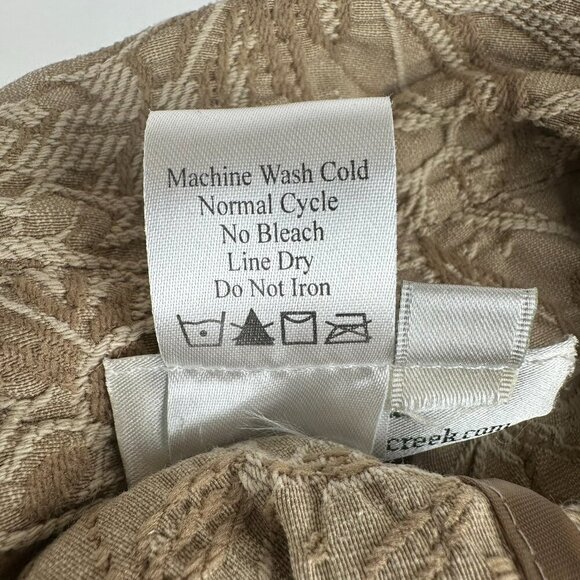 Machine Wash Cold
Normal Cycle
No Bleach
Line Dry
Do Not Iron
creek.com